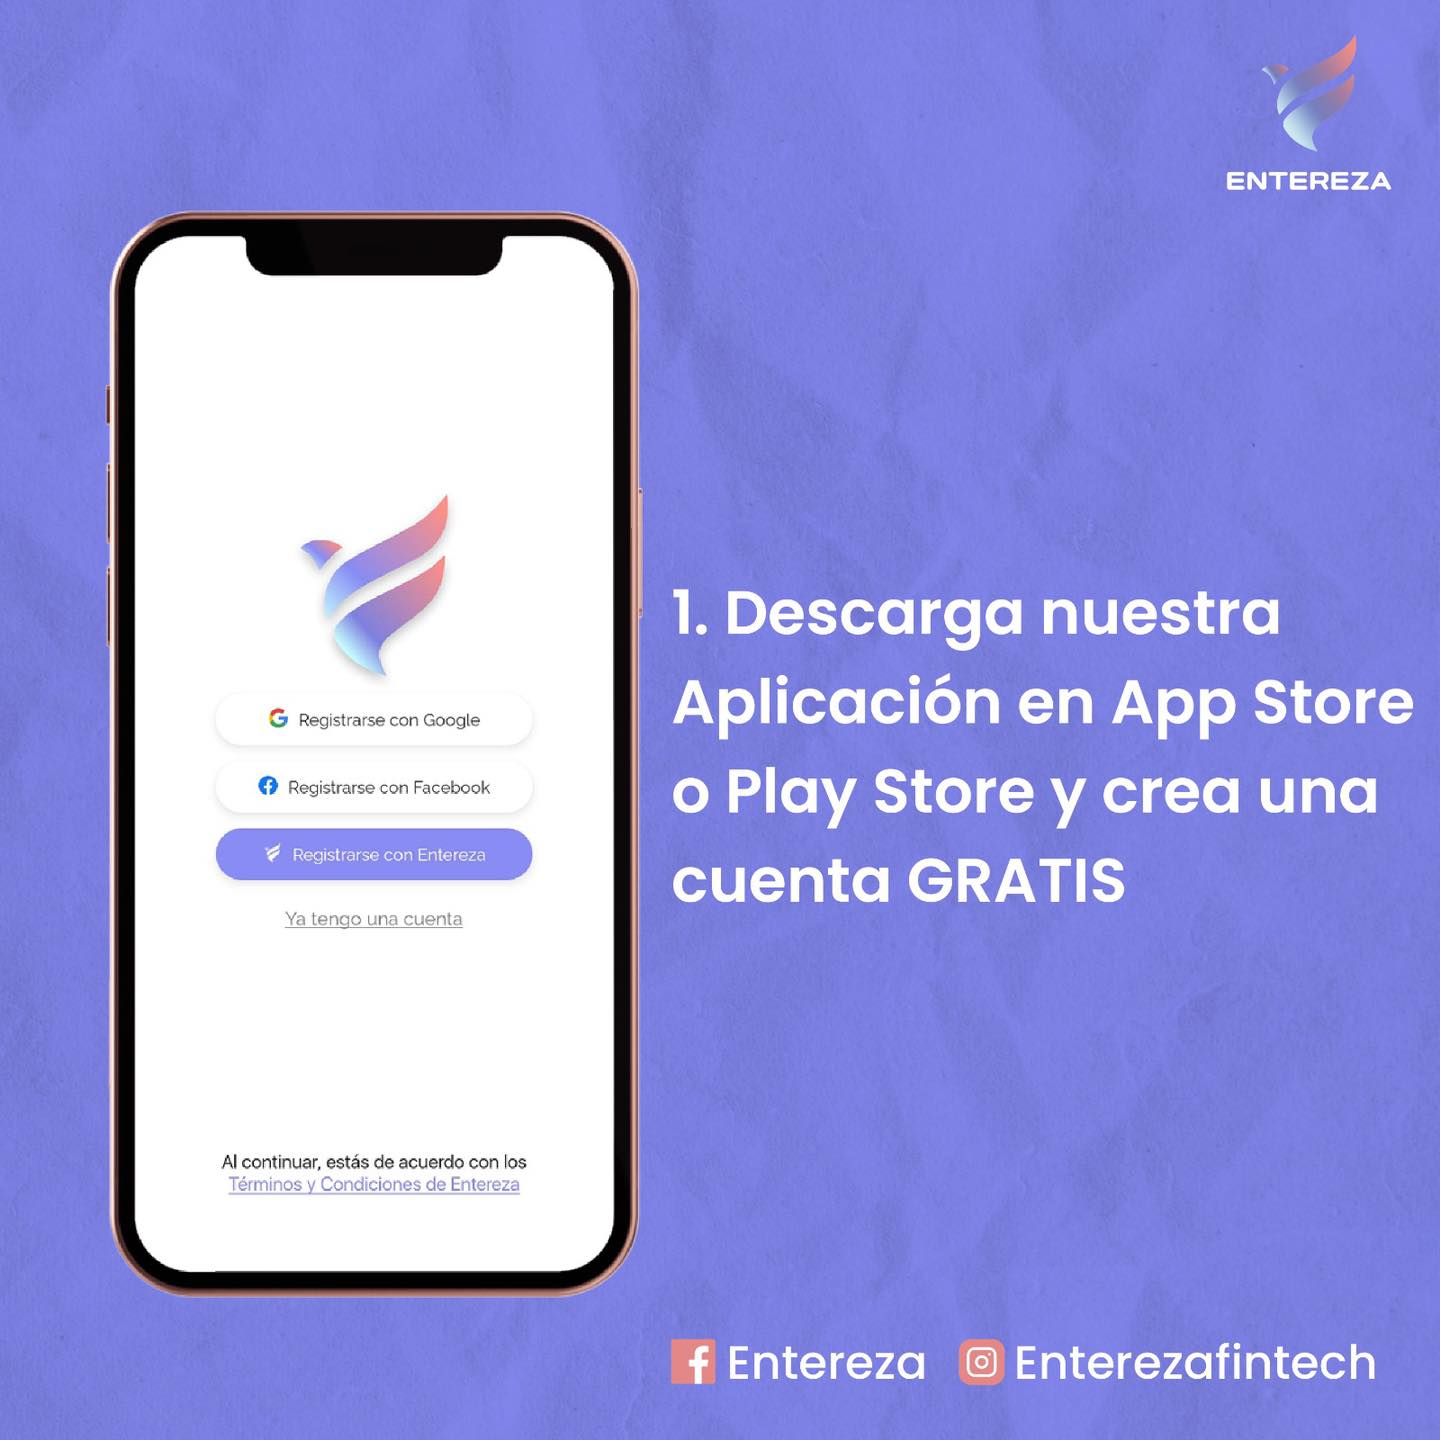 ENTEREZA
Registrarse con Google
Registrarse con Facebook
Registrarse con Entereza
Ya tengo una cuenta
Al continuar, estás de acuerdo con los
Términos y Condiciones de Entereza
1. Descarga nuestra
Aplicación en App Store
o Play Store y crea una
cuenta GRATIS
Entereza Enterezafintech